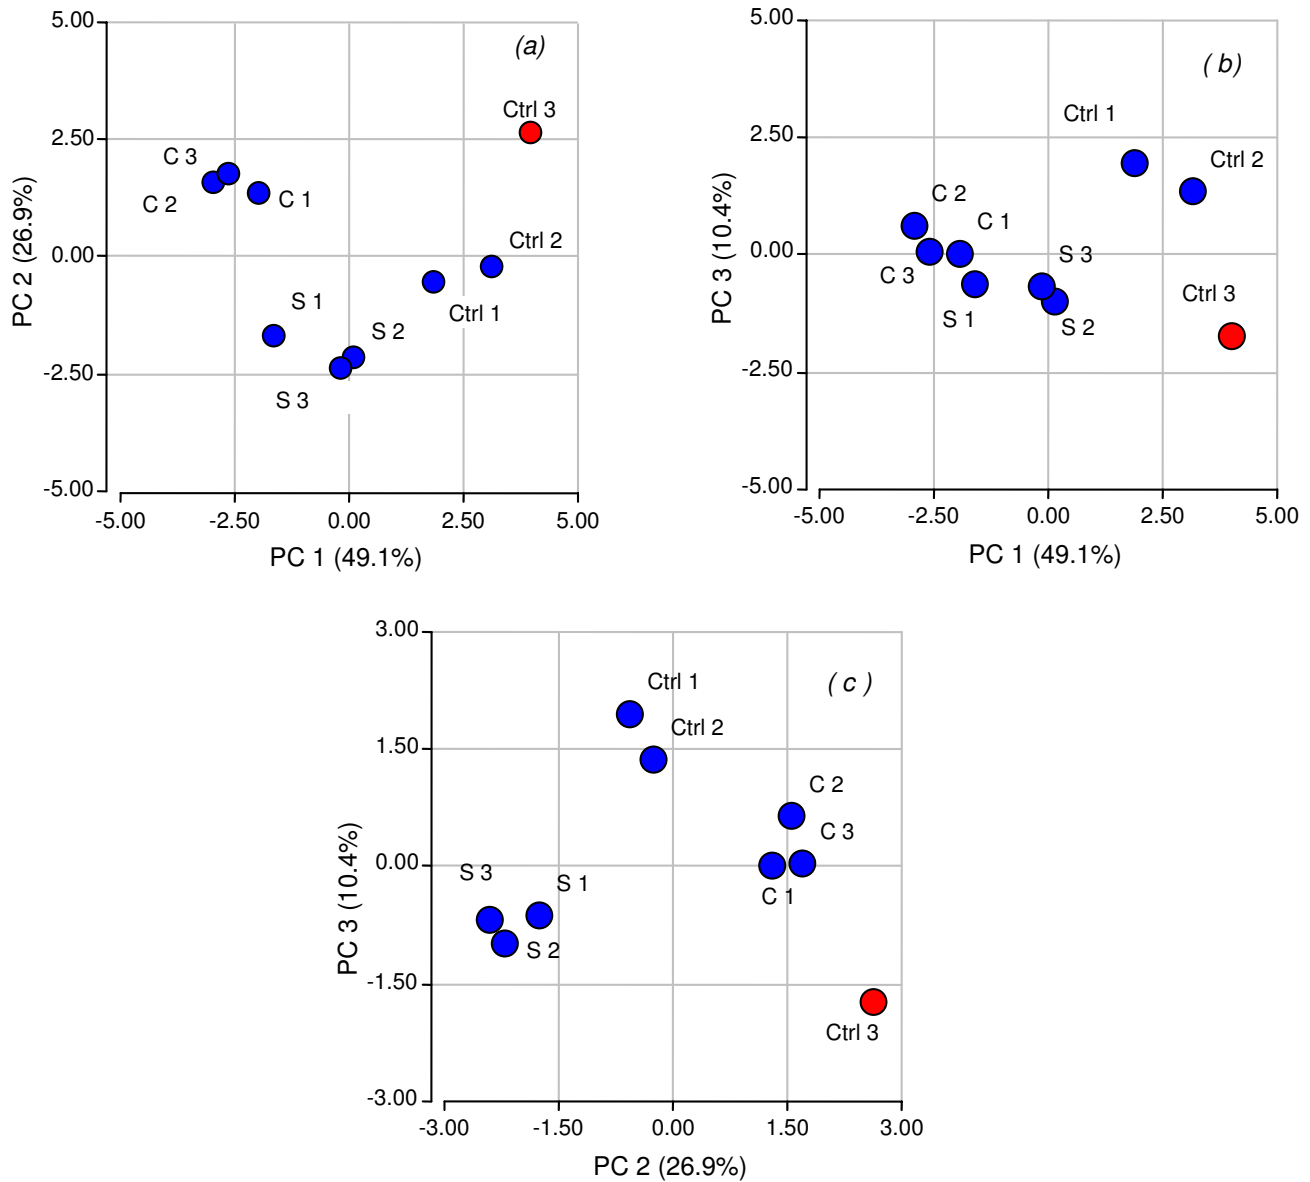 5.00
(a)
Ctrl 3
2.50
C 3
C 2
C 1
Ctrl 2
0.00
S 1
Ctrl 1
S 2
-2.50
S 3
-5.00
-5.00 -2.50 0.00 2.50 5.00
PC 1 (49.1%)
PC 2 (26.9%)
5.00
( b)
Ctrl 1
2.50
Ctrl 2
C 2
C 1
0.00
S 3
C 3
Ctrl 3
S 1
S 2
-2.50
-5.00
-5.00 -2.50 0.00 2.50 5.00
PC 1 (49.1%)
PC 3 (10.4%)
3.00
Ctrl 1
( c )
Ctrl 2
1.50
C 2
C 3
0.00
S 3
S 1
C 1
S 2
-1.50
Ctrl 3
-3.00
-3.00 -1.50 0.00 1.50 3.00
PC 2 (26.9%)
PC 3 (10.4%)